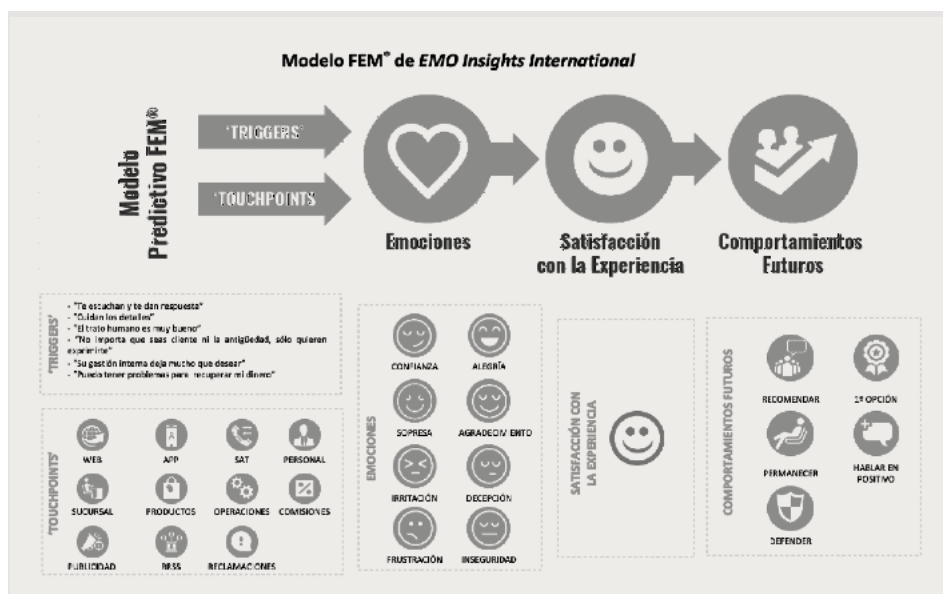 Modelo FEM® de EMO Insights International
Modelo
Predictivo FEM®
'TRIGGERS'
'TOUCHPOINTS
Emociones
Satisfacción
con la Experiencia
Comportamientos
Futuros
'TRIGGERS'
- "Te escuchan y te dan respuesta"
- "Cuidan los detalles"
- "El trato humano es muy bueno"
- "No importa que seas cliente ni la antigüedad, sólo quieren
exprimirte"
- "Su gestión interna deja mucho que desear"
- "Puedo tener problemas para recuperar mi dinero"
'TOUCHPOINTS'
WEB
APP
SAT
PERSONAL
SUCURSAL
PRODUCTOS
OPERACIONES
COMISIONES
PUBLICIDAD
RRSS
RECLAMACIONES
EMOCIONES
CONFIANZA
ALEGRÍA
SOPRESA
AGRADECIMIENTO
IRRITACIÓN
DECEPCIÓN
FRUSTRACIÓN
INSEGURIDAD
SATISFACCIÓN CON
LA EXPERIENCIA
COMPORTAMIENTOS FUTUROS
RECOMENDAR
1ª OPCIÓN
PERMANECER
HABLAR EN
POSITIVO
DEFENDER